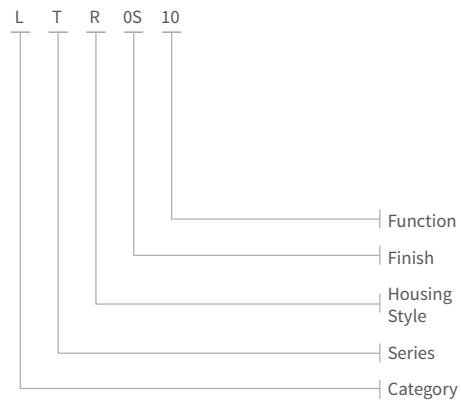 L T R 0S 10
Function
Finish
Housing
Style
Series
Category